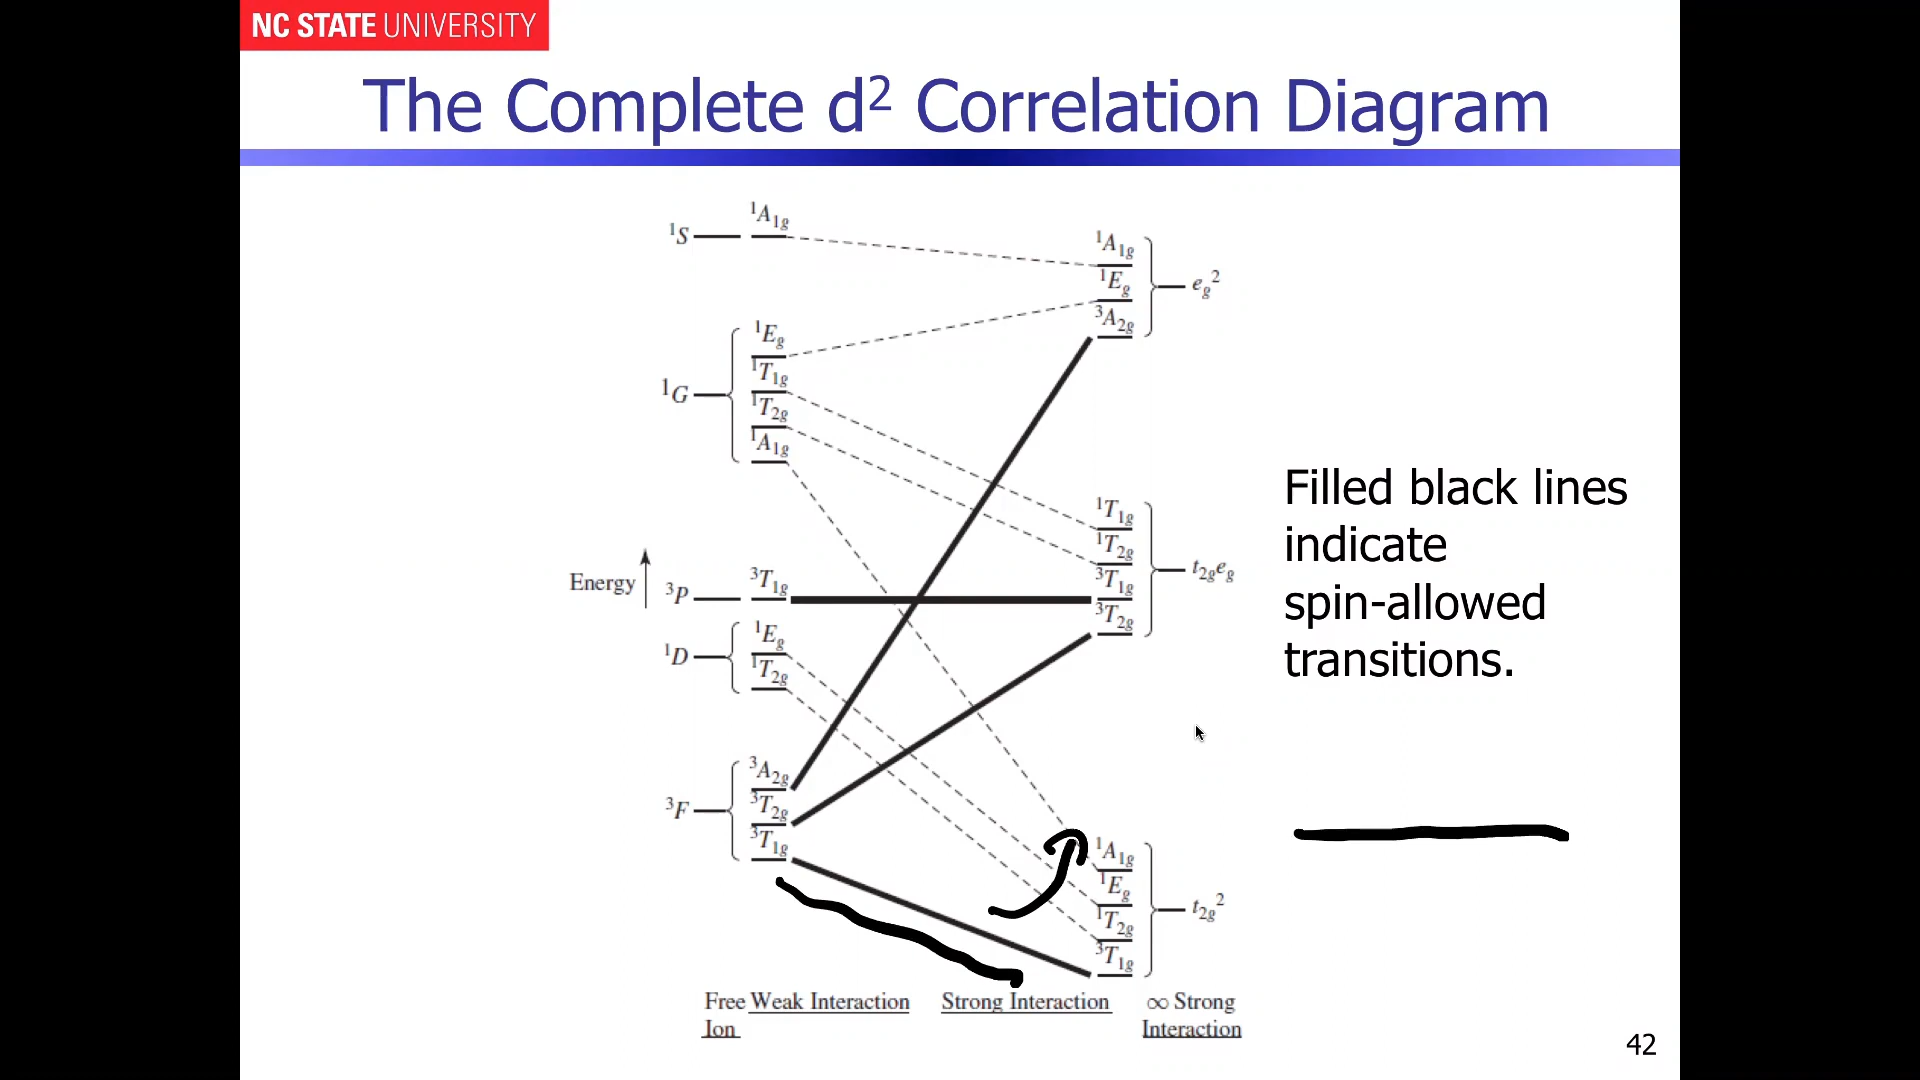 NC STATE UNIVERSITY
The Complete d² Correlation Diagram
¹S
¹A₁g
¹G
¹Eg
¹T₁g
¹T₂g
¹A₁g
Energy
³P
³T₁g
¹D
¹Eg
¹T₂g
³F
³A₂g
³T₂g
³T₁g
¹A₁g
¹Eg
³A₂g
eg²
¹T₁g
¹T₂g
³T₁g
³T₂g
t₂geg
¹A₁g
¹Eg
¹T₂g
³T₁g
t₂g²
Free Ion
Weak Interaction
Strong Interaction
∞ Strong
Interaction
Filled black lines
indicate
spin-allowed
transitions.
42